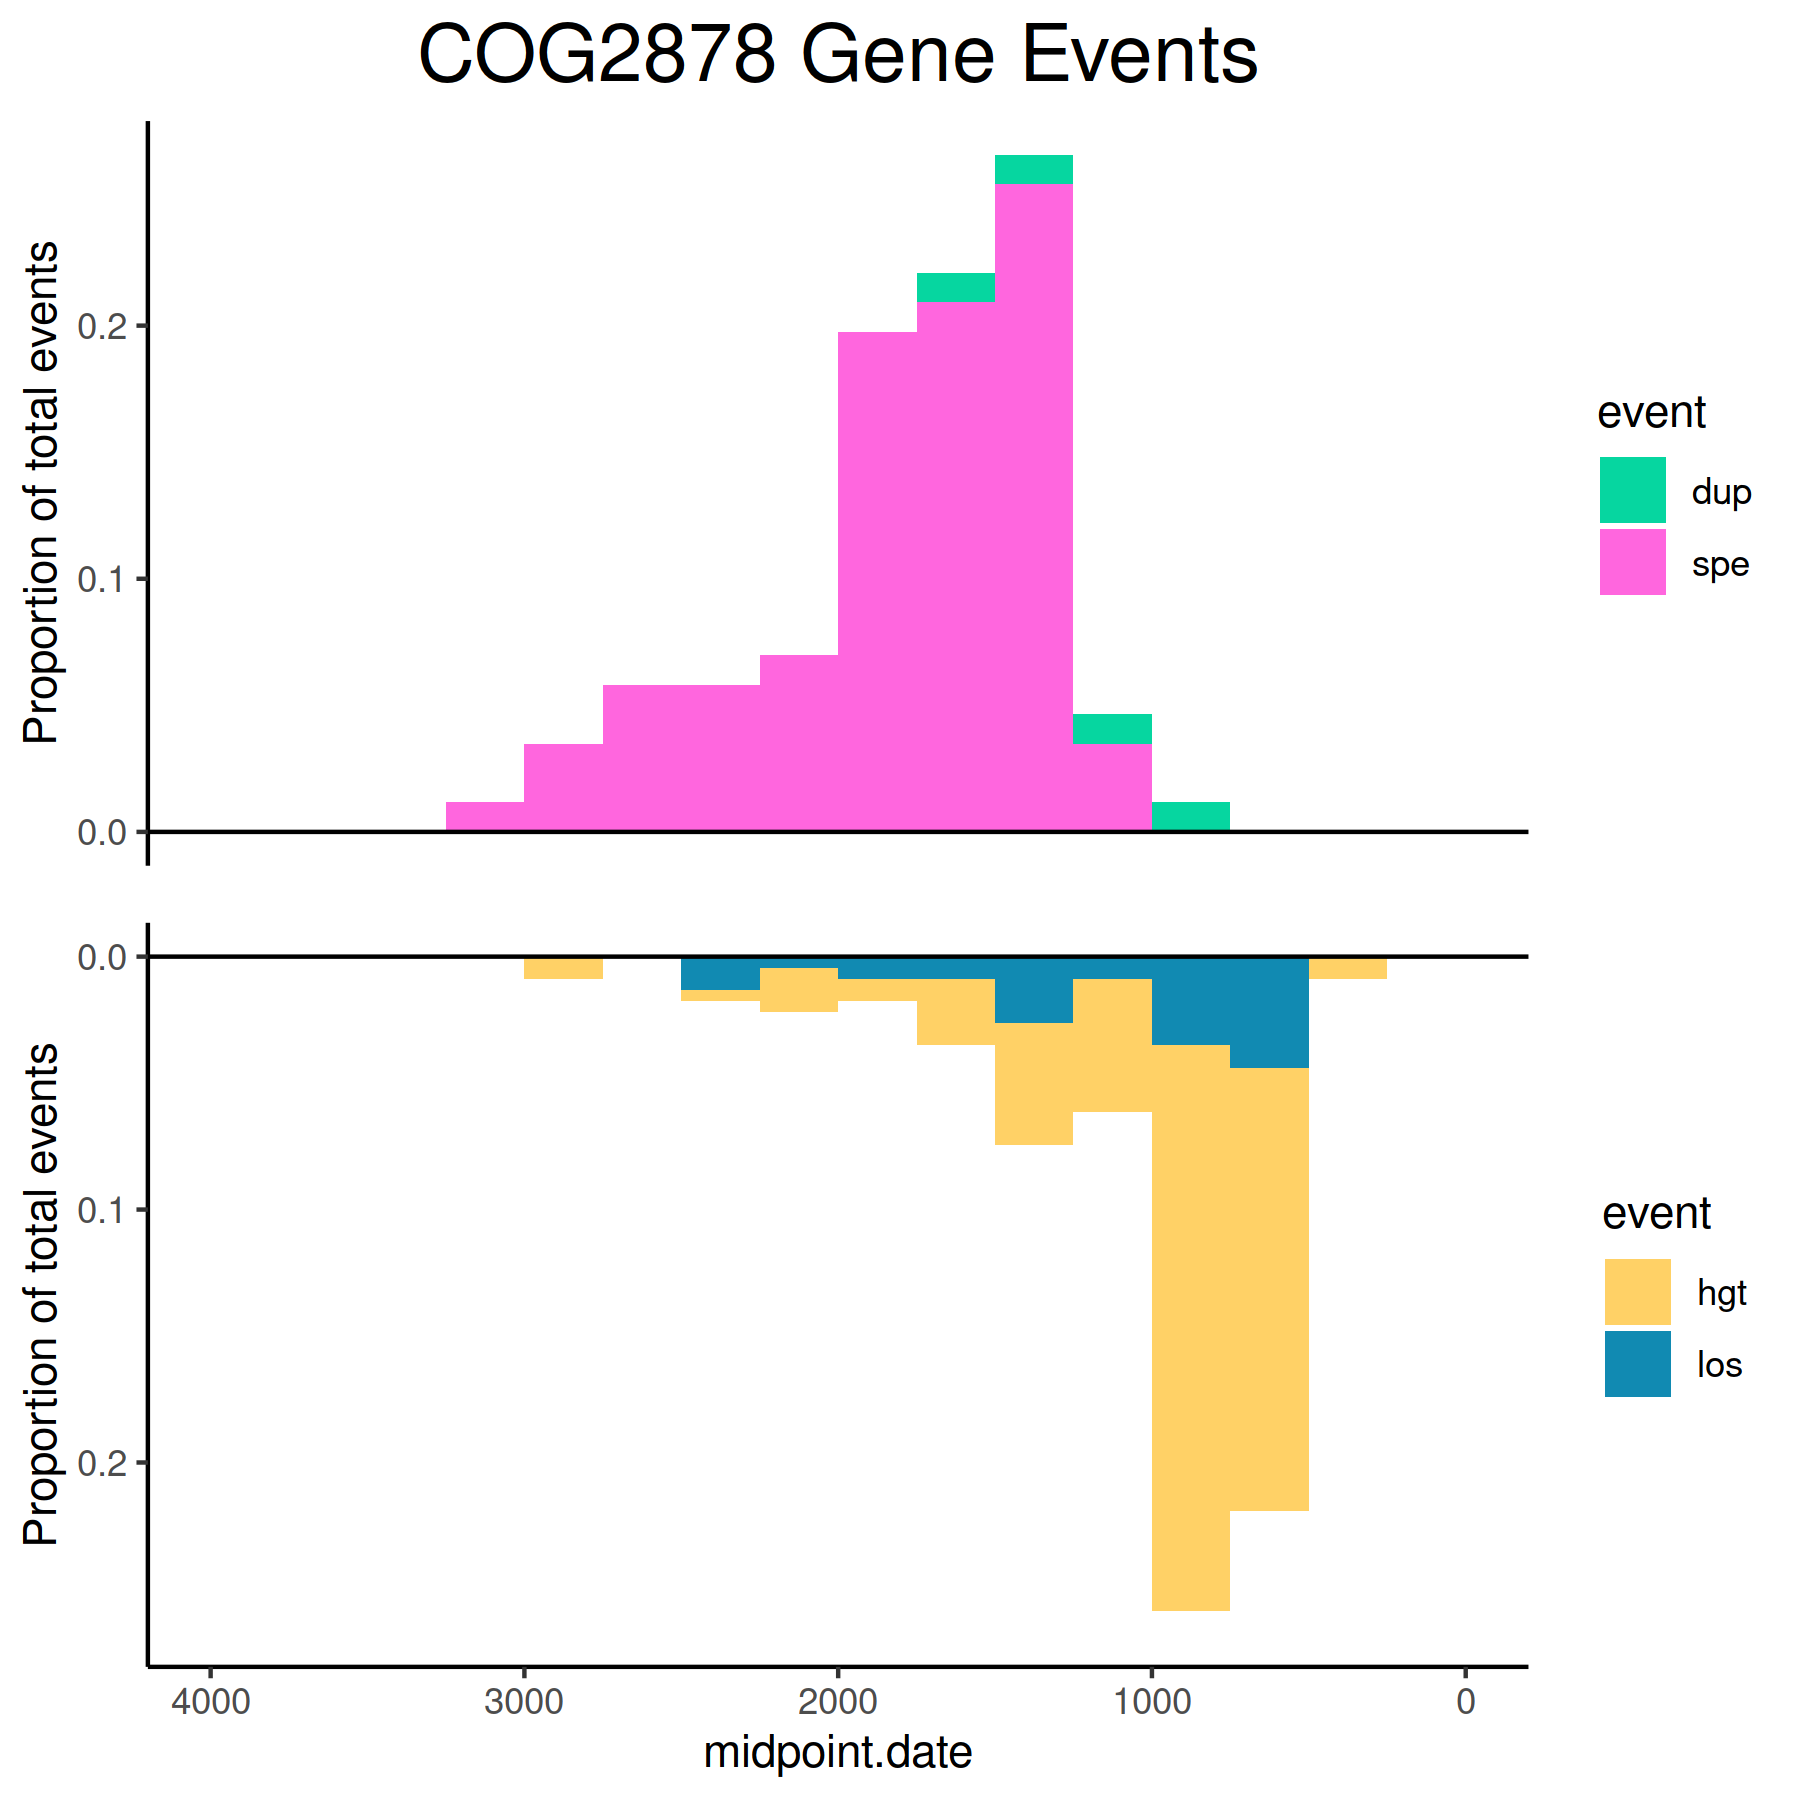 COG2878 Gene Events
Proportion of total events
0.2
0.1
0.0
event
dup
spe
Proportion of total events
0.0
0.1
0.2
event
hgt
los
4000 3000 2000 1000 0
midpoint.date